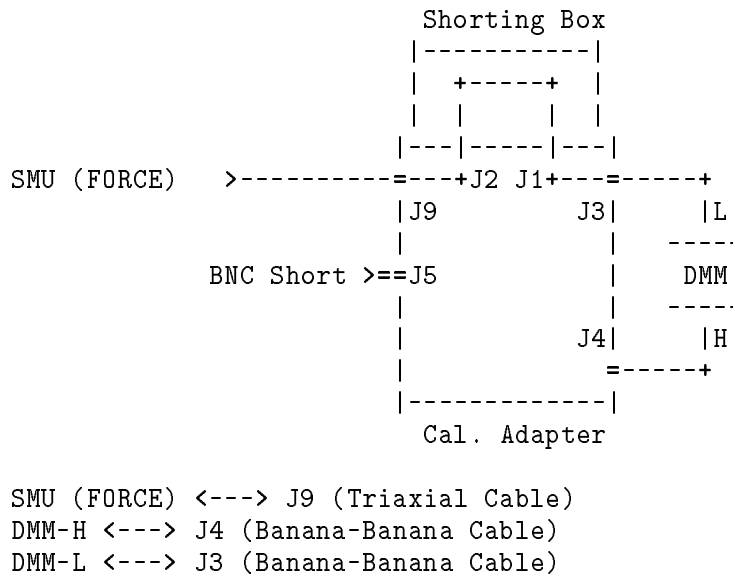 Shorting Box
                                   |-----------|
                                   |   +-----+  |
                                   |   |     |  |
                                  |---|-----|---|
SMU (FORCE)    >----------=---+J2 J1+---=-----+
                                  |J9         J3|     |L
                                  |             |   -----
                  BNC Short >==J5            |    DMM
                                  |             |   -----
                                  |           J4|     |H
                                  |             =-----+
                                  |-------------|
                                    Cal. Adapter
SMU (FORCE) <---> J9 (Triaxial Cable)
DMM-H <---> J4 (Banana-Banana Cable)
DMM-L <---> J3 (Banana-Banana Cable)